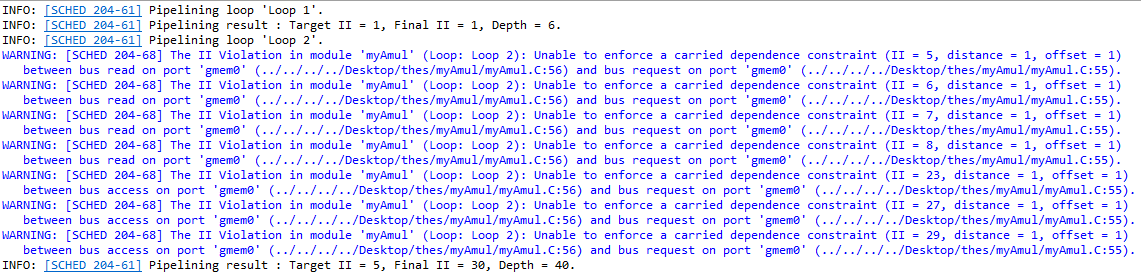 INFO: [SCHED 204-61] Pipelining loop 'Loop 1'.
INFO: [SCHED 204-61] Pipelining result : Target II = 1, Final II = 1, Depth = 6.
INFO: [SCHED 204-61] Pipelining loop 'Loop 2'.
WARNING: [SCHED 204-68] The II Violation in module 'myAmul' (Loop: Loop 2): Unable to enforce a carried dependence constraint (II = 5, distance = 1, offset = 1)
between bus read on port 'gmem0' (../../../../Desktop/thes/myAmul/myAmul.C:56) and bus request on port 'gmem0' (../../../../Desktop/thes/myAmul/myAmul.C:55).
WARNING: [SCHED 204-68] The II Violation in module 'myAmul' (Loop: Loop 2): Unable to enforce a carried dependence constraint (II = 6, distance = 1, offset = 1)
between bus read on port 'gmem0' (../../../../Desktop/thes/myAmul/myAmul.C:56) and bus request on port 'gmem0' (../../../../Desktop/thes/myAmul/myAmul.C:55).
WARNING: [SCHED 204-68] The II Violation in module 'myAmul' (Loop: Loop 2): Unable to enforce a carried dependence constraint (II = 7, distance = 1, offset = 1)
between bus read on port 'gmem0' (../../../../Desktop/thes/myAmul/myAmul.C:56) and bus request on port 'gmem0' (../../../../Desktop/thes/myAmul/myAmul.C:55).
WARNING: [SCHED 204-68] The II Violation in module 'myAmul' (Loop: Loop 2): Unable to enforce a carried dependence constraint (II = 8, distance = 1, offset = 1)
between bus read on port 'gmem0' (../../../../Desktop/thes/myAmul/myAmul.C:56) and bus request on port 'gmem0' (../../../../Desktop/thes/myAmul/myAmul.C:55).
WARNING: [SCHED 204-68] The II Violation in module 'myAmul' (Loop: Loop 2): Unable to enforce a carried dependence constraint (II = 23, distance = 1, offset = 1)
between bus access on port 'gmem0' (../../../../Desktop/thes/myAmul/myAmul.C:56) and bus request on port 'gmem0' (../../../../Desktop/thes/myAmul/myAmul.C:55).
WARNING: [SCHED 204-68] The II Violation in module 'myAmul' (Loop: Loop 2): Unable to enforce a carried dependence constraint (II = 27, distance = 1, offset = 1)
between bus access on port 'gmem0' (../../../../Desktop/thes/myAmul/myAmul.C:56) and bus request on port 'gmem0' (../../../../Desktop/thes/myAmul/myAmul.C:55).
WARNING: [SCHED 204-68] The II Violation in module 'myAmul' (Loop: Loop 2): Unable to enforce a carried dependence constraint (II = 29, distance = 1, offset = 1)
between bus access on port 'gmem0' (../../../../Desktop/thes/myAmul/myAmul.C:56) and bus request on port 'gmem0' (../../../../Desktop/thes/myAmul/myAmul.C:55).
INFO: [SCHED 204-61] Pipelining result : Target II = 5, Final II = 30, Depth = 40.